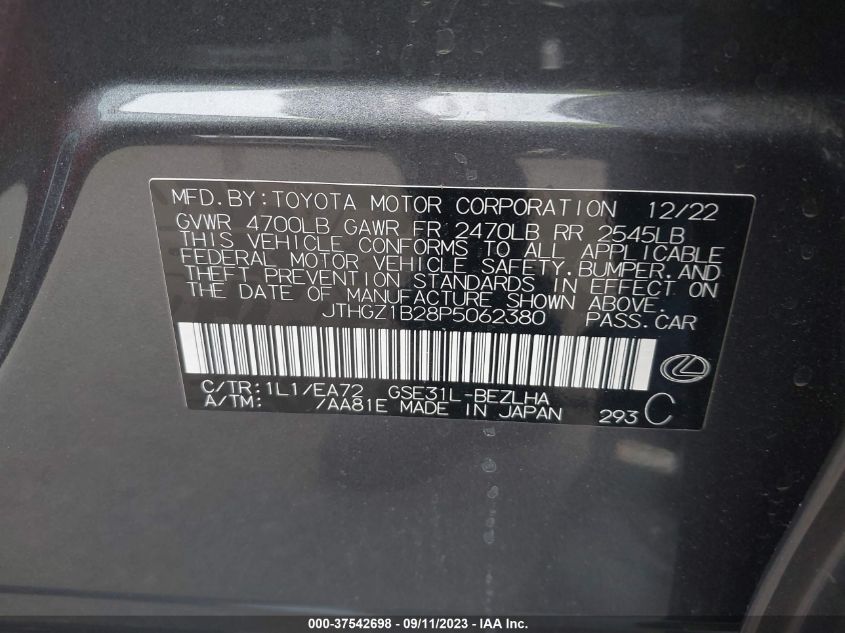 MFD.BY:TOYOTA MOTOR CORPORATION 12/22
GVWR 4700LB GAWR FR 2470LB RR 2545LB
THIS VEHICLE CONFORMS TO ALL APPLICABLE
FEDERAL MOTOR VEHICLE SAFETY,BUMPER,AND
THEFT PREVENTION STANDARDS IN EFFECT ON
THE DATE OF MANUFACTURE SHOWN ABOVE.
JTHGZ1B28P5062380 PASS.CAR
C/TR:1L1/EA72 GSE31L-BEZLHA
A/TM: /AA81E MADE IN JAPAN 293 C
000-37542698 - 09/11/2023 - IAA Inc.